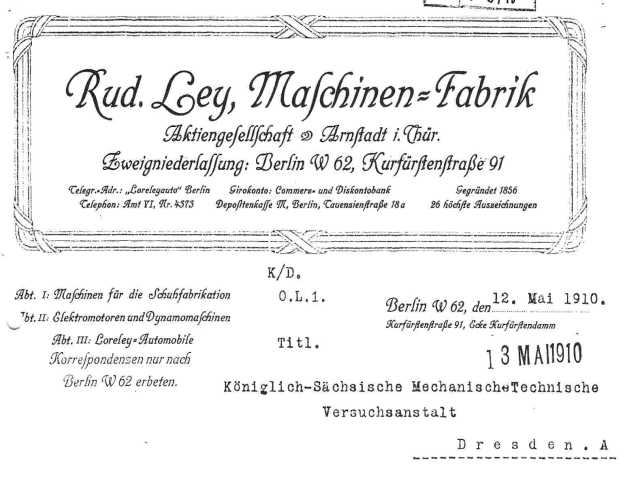 Rud. Ley, Maſchinen=Fabrik
Aktiengeſellſchaft Arnſtadt i. Thür.
Zweigniederlaſſung: Berlin W 62, Kurfürſtenſtraße 91
Telegr.=Adr.: „Loreleyauto“ Berlin Girokonto: Commerz= und Diskontobank Gegründet 1856
Telephon: Amt VI, Nr. 4373 Depoſitenkaſſe M, Berlin, Tauenzienſtraße 18a 26 höchſte Auszeichnungen
K/D.
Abt. I: Maſchinen für die Schuhfabrikation O.L.1.
Abt. II: Elektromotoren und Dynamomaſchinen
Berlin W 62, den 12. Mai 1910.
Kurfürſtenſtraße 91, Ecke Kurfürſtendamm
Abt. III: Loreley=Automobile
Titl.
13 MAI 1910
Korreſpondenzen nur nach
Berlin W 62 erbeten.
Königlich-Sächsische Mechanisch-Technische
Versuchsanstalt
Dresden. A